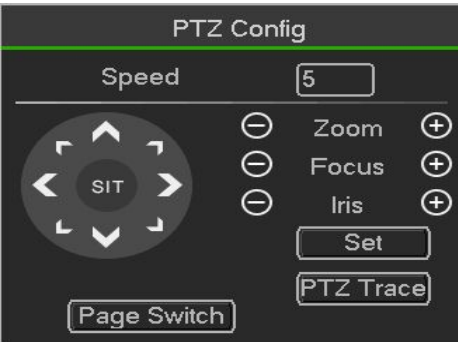 PTZ Config
Speed 5
Zoom
Focus
SIT
Iris
Set
PTZ Trace
Page Switch